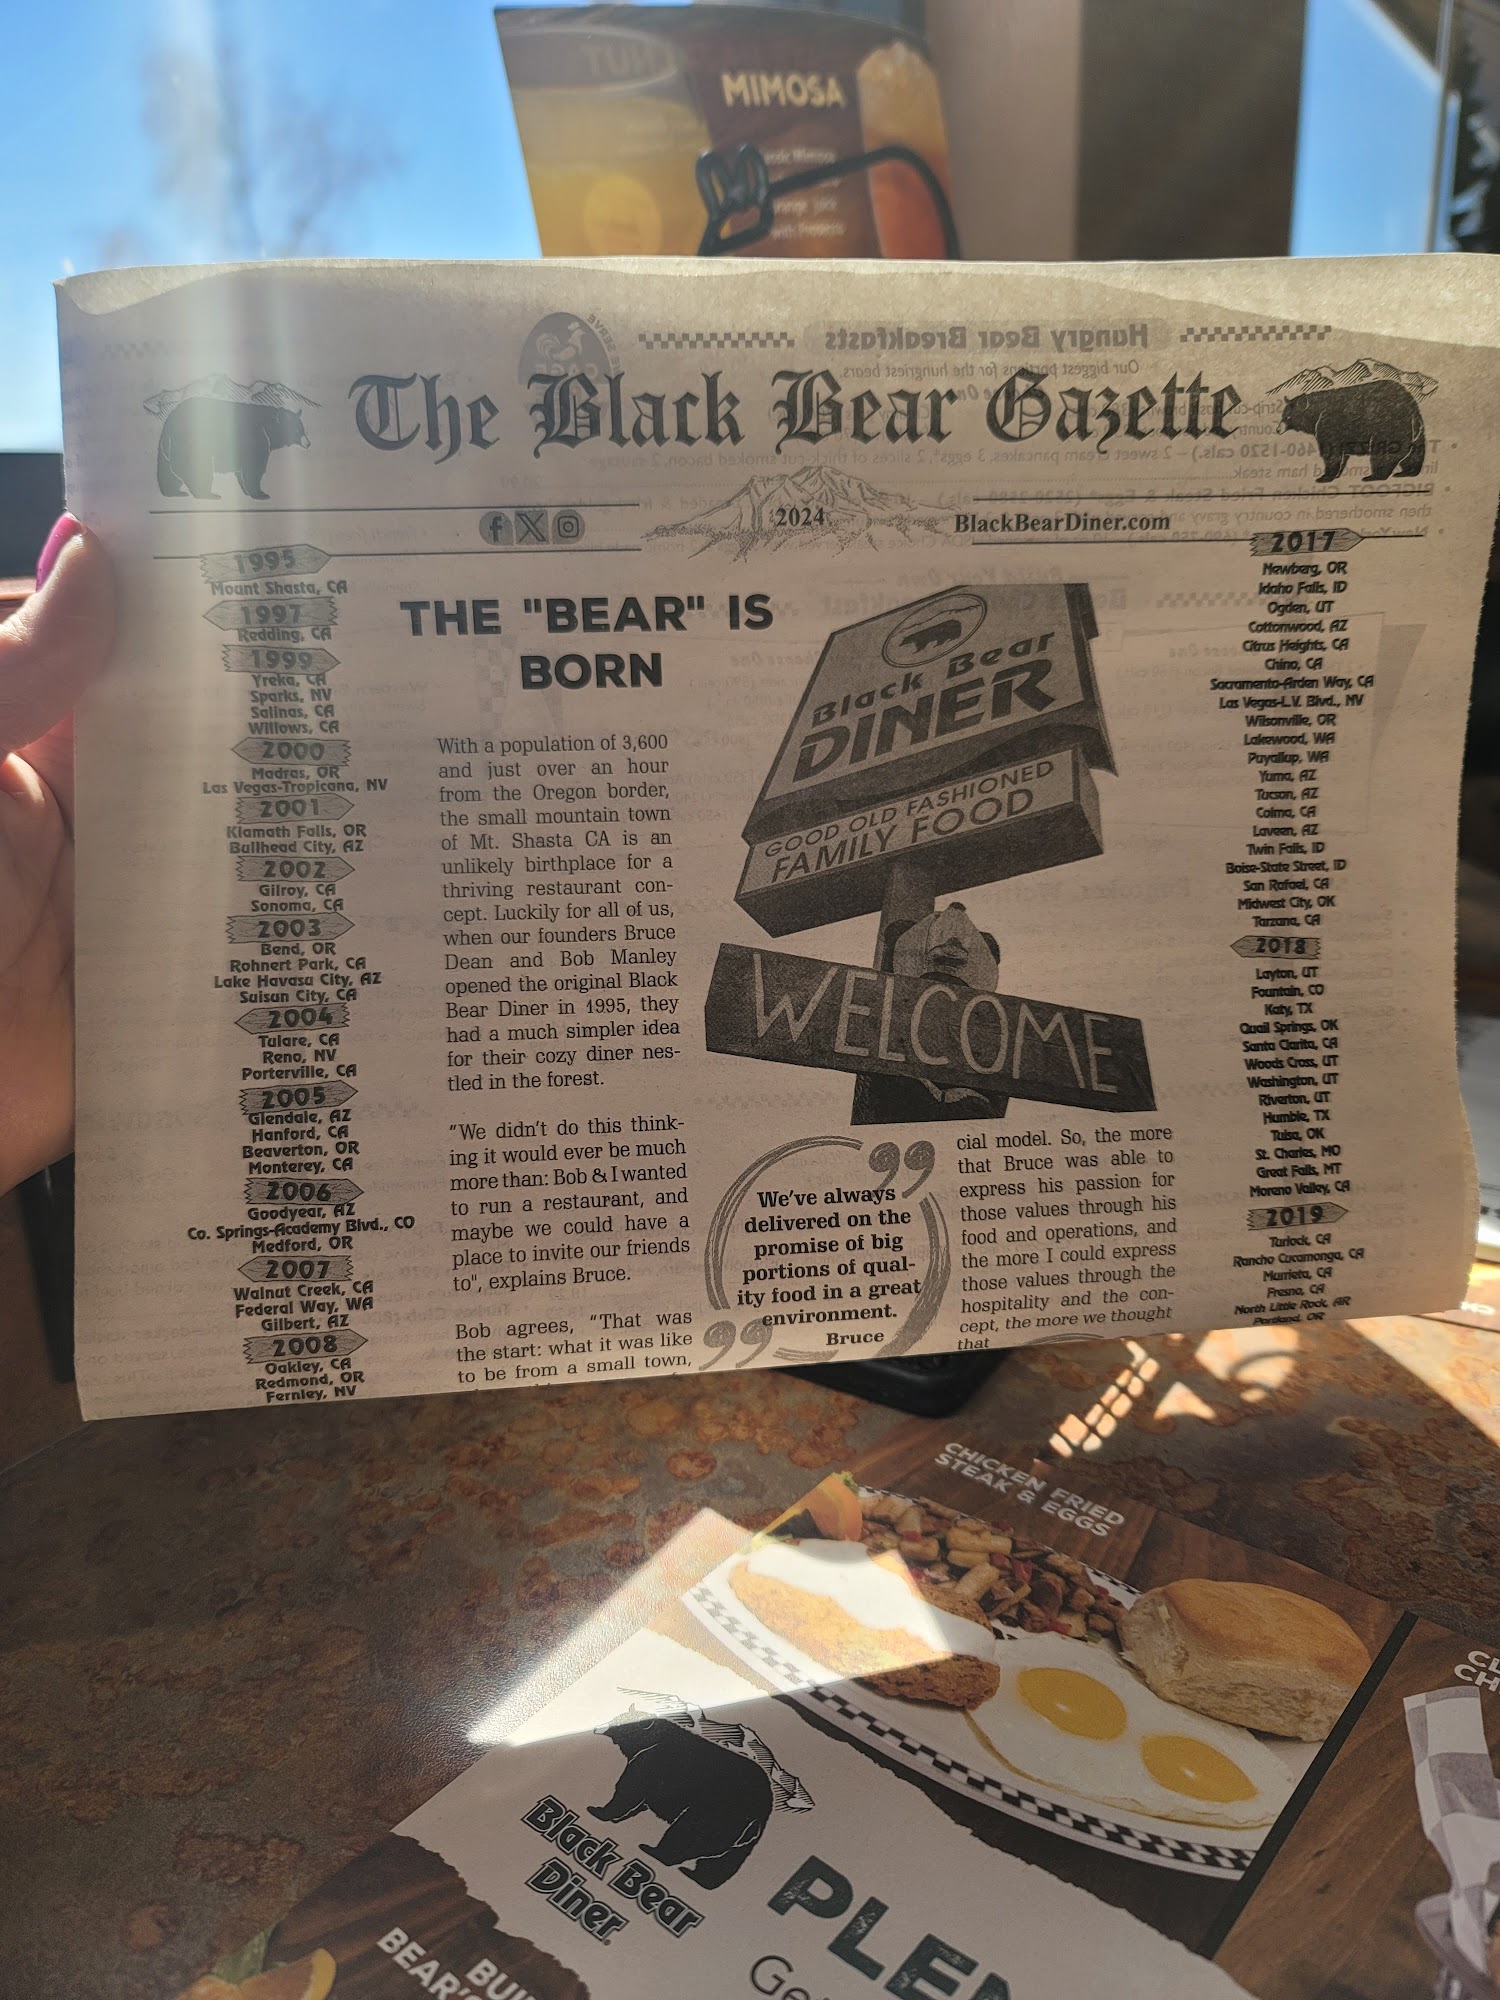 MIMOSA
The Black Bear Gazette
2024
BlackBearDiner.com
1995
Mount Shasta, CA
1997
Redding, CA
1999
Yreka, CA
Sparks, NV
Salinas, CA
Willows, CA
2000
Madras, OR
Las Vegas-Tropicana, NV
2001
Klamath Falls, OR
Bullhead City, AZ
2002
Gilroy, CA
Sonoma, CA
2003
Bend, OR
Rohnert Park, CA
Lake Havasu City, AZ
Suisun City, CA
2004
Tulare, CA
Reno, NV
Porterville, CA
2005
Glendale, AZ
Hanford, CA
Beaverton, OR
Monterey, CA
2006
Goodyear, AZ
Co. Springs-Academy Blvd., CO
Medford, OR
2007
Walnut Creek, CA
Federal Way, WA
Gilbert, AZ
2008
Oakley, CA
Redmond, OR
Fernley, NV
THE "BEAR" IS
BORN
With a population of 3,600
and just over an hour
from the Oregon border,
the small mountain town
of Mt. Shasta CA is an
unlikely birthplace for a
thriving restaurant con-
cept. Luckily for all of us,
when our founders Bruce
Dean and Bob Manley
opened the original Black
Bear Diner in 1995, they
had a much simpler idea
for their cozy diner nes-
tled in the forest.
"We didn't do this think-
ing it would ever be much
more than: Bob & I wanted
to run a restaurant, and
maybe we could have a
place to invite our friends
to", explains Bruce.
Bob agrees, "That was
the start: what it was like
to be from a small town,
Black Bear
DINER
GOOD OLD FASHIONED
FAMILY FOOD
WELCOME
We've always
delivered on the
promise of big
portions of qual-
ity food in a great
environment.
Bruce
cial model. So, the more
that Bruce was able to
express his passion for
those values through his
food and operations, and
the more I could express
those values through the
hospitality and the con-
cept, the more we thought
that
2017
Newberg, OR
Idaho Falls, ID
Ogden, UT
Cottonwood, AZ
Citrus Heights, CA
Chino, CA
Sacramento-Arden Way, CA
Las Vegas-L.V. Blvd., NV
Wilsonville, OR
Lakewood, WA
Puyallup, WA
Yuma, AZ
Tucson, AZ
Colma, CA
Laveen, AZ
Twin Falls, ID
Boise-State Street, ID
San Rafael, CA
Midwest City, OK
Tarzana, CA
2018
Layton, UT
Fountain, CO
Katy, TX
Quail Springs, OK
Santa Clarita, CA
Woods Cross, UT
Washington, UT
Riverton, UT
Humble, TX
Tulsa, OK
St. Charles, MO
Great Falls, MT
Moreno Valley, CA
2019
Turlock, CA
Rancho Cucamonga, CA
Murrieta, CA
Fresno, CA
North Little Rock, AR
Portland, OR
CHICKEN FRIED
STEAK & EGGS
Black Bear
Diner